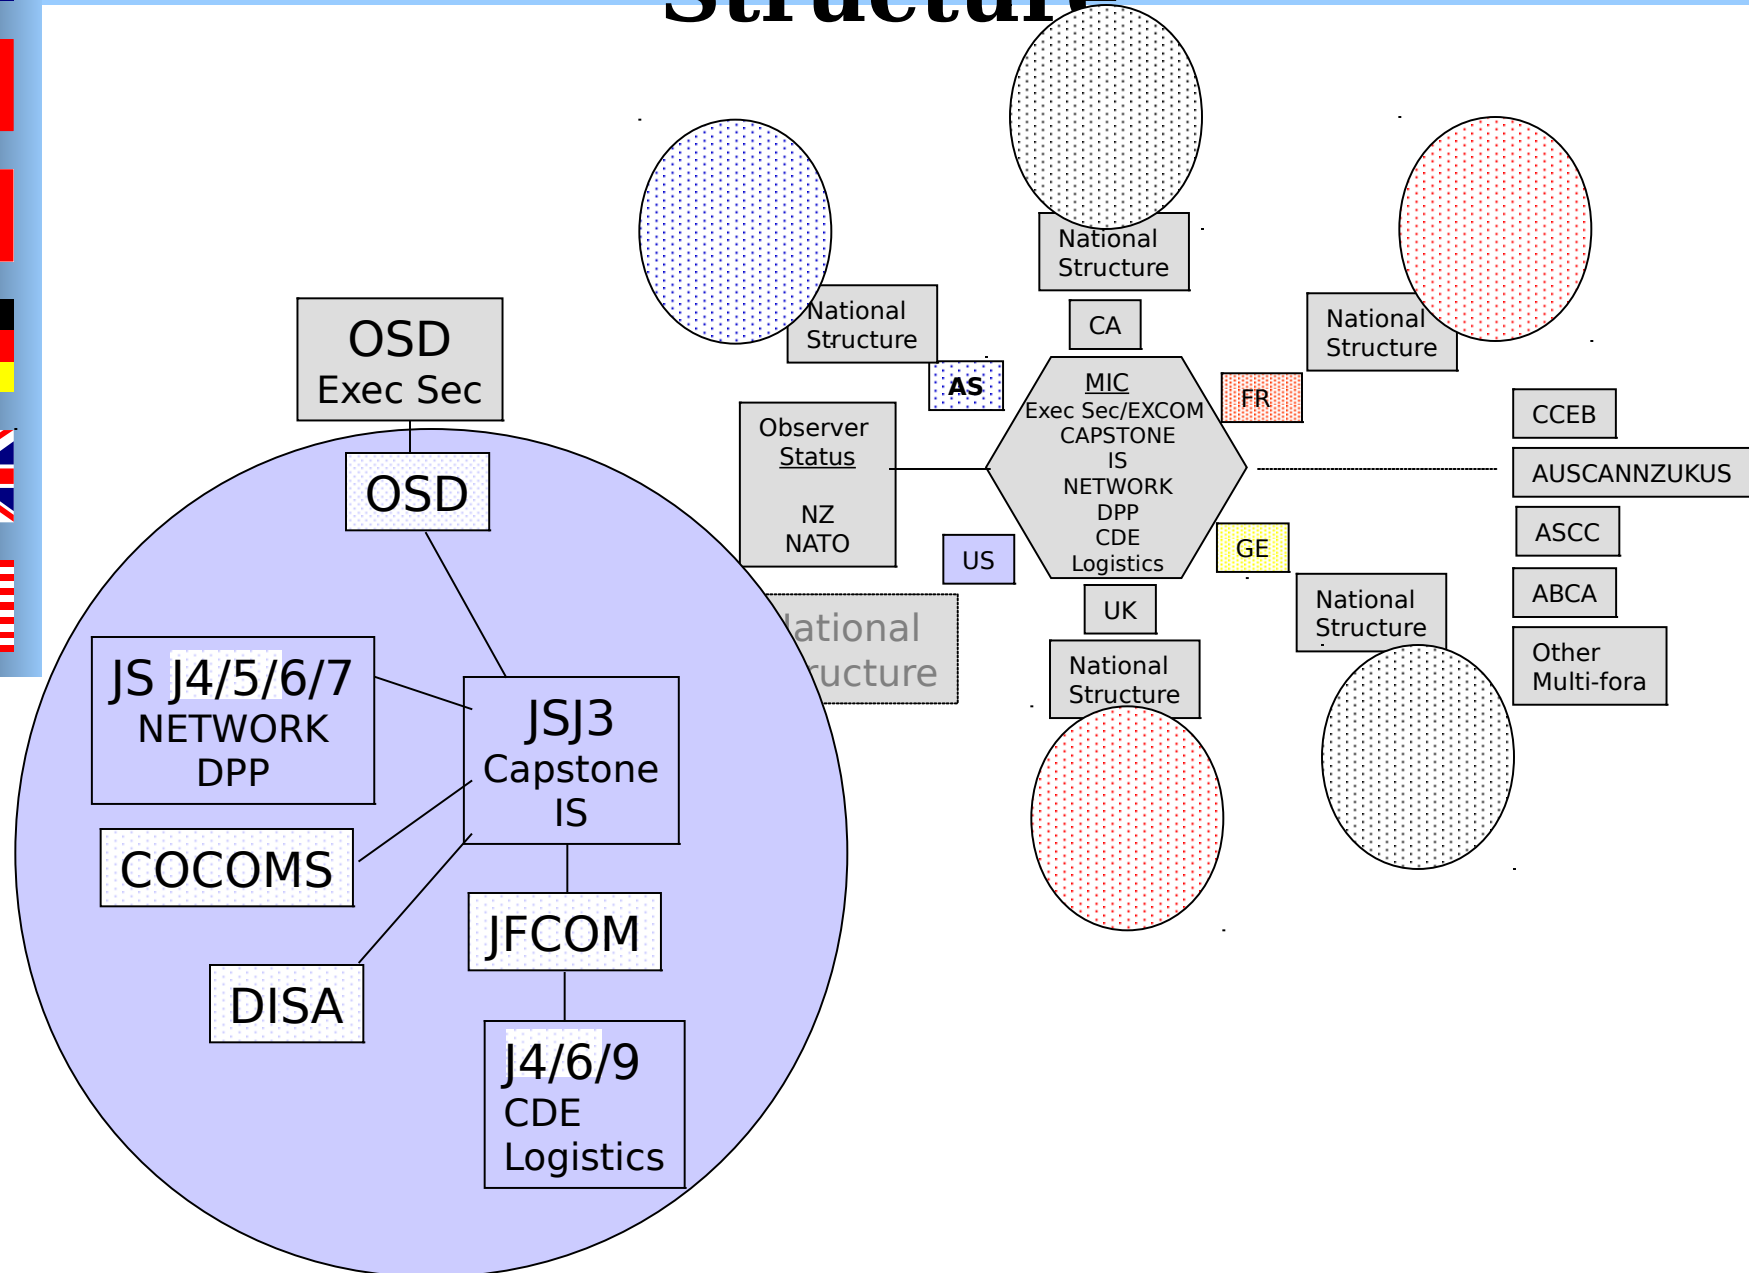 Structure
National
Structure
National
Structure
CA
National
Structure
OSD
Exec Sec
AS
MIC
Exec Sec/EXCOM
CAPSTONE
IS
NETWORK
DPP
CDE
Logistics
FR
CCEB
Observer
Status
NZ
NATO
AUSCANNZUKUS
OSD
US
GE
ASCC
UK
National
Structure
ABCA
ational
ructure
National
Structure
Other
Multi-fora
JS J4/5/6/7
NETWORK
DPP
JSJ3
Capstone
IS
COCOMS
JFCOM
DISA
J4/6/9
CDE
Logistics